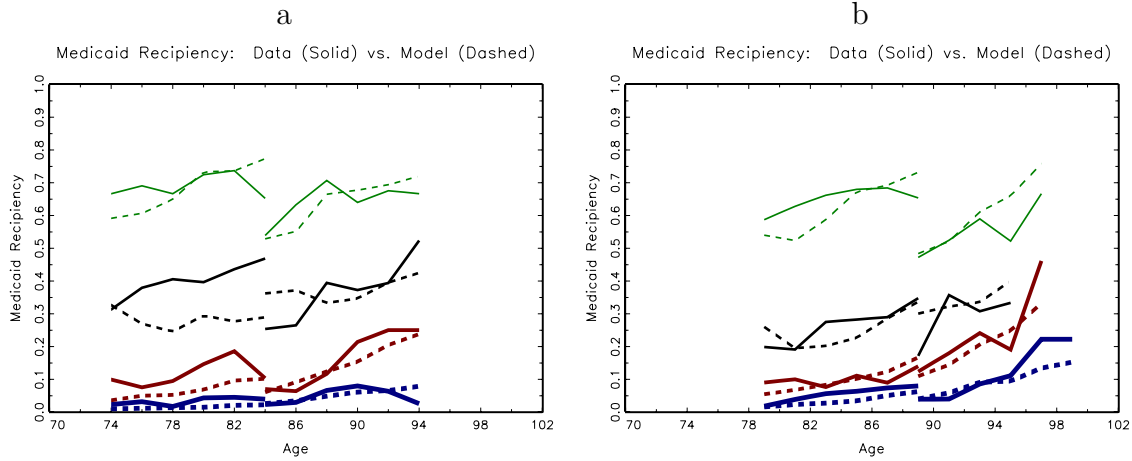 a
Medicaid Recipiency: Data (Solid) vs. Model (Dashed)
Medicaid Recipiency
1.0
0.9
0.8
0.7
0.6
0.5
0.4
0.3
0.2
0.1
0.0
70 74 78 82 86 90 94 98 102
Age
b
Medicaid Recipiency: Data (Solid) vs. Model (Dashed)
Medicaid Recipiency
1.0
0.9
0.8
0.7
0.6
0.5
0.4
0.3
0.2
0.1
0.0
70 74 78 82 86 90 94 98 102
Age